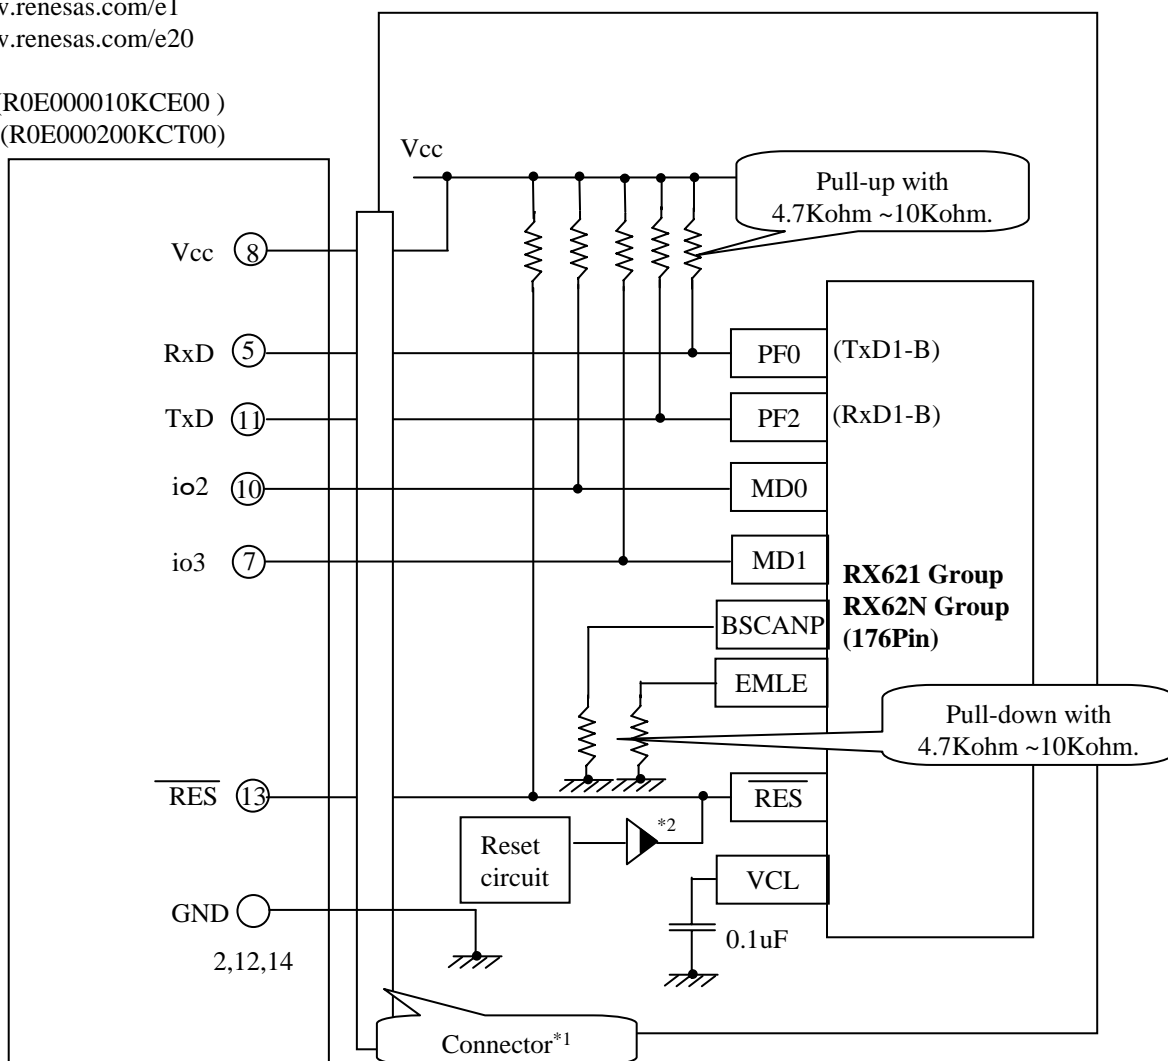 w.renesas.com/e1
w.renesas.com/e20
(R0E000010KCE00 )
(R0E000200KCT00)
Vcc
Pull-up with
4.7Kohm ~10Kohm.
Vcc 8
RxD 5
PF0 (TxD1-B)
TxD 11
PF2 (RxD1-B)
io2 10
MD0
io3 7
MD1
RX621 Group
RX62N Group
(176Pin)
BSCANP
EMLE
Pull-down with
4.7Kohm ~10Kohm.
RES 13
RES
*2
Reset
circuit
VCL
GND
0.1uF
2,12,14
Connector*1